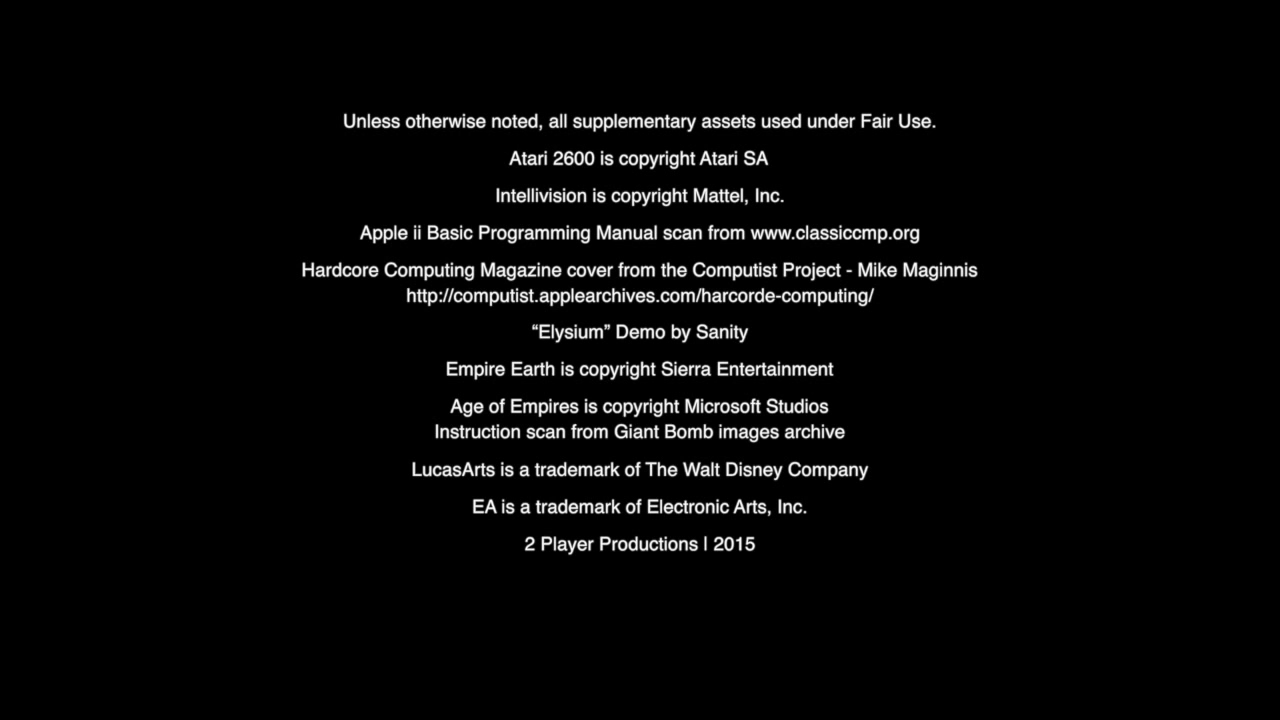 Unless otherwise noted, all supplementary assets used under Fair Use.
Atari 2600 is copyright Atari SA
Intellivision is copyright Mattel, Inc.
Apple ii Basic Programming Manual scan from www.classiccmp.org
Hardcore Computing Magazine cover from the Computist Project - Mike Maginnis
http://computist.applearchives.com/harcorde-computing/
“Elysium” Demo by Sanity
Empire Earth is copyright Sierra Entertainment
Age of Empires is copyright Microsoft Studios
Instruction scan from Giant Bomb images archive
LucasArts is a trademark of The Walt Disney Company
EA is a trademark of Electronic Arts, Inc.
2 Player Productions | 2015